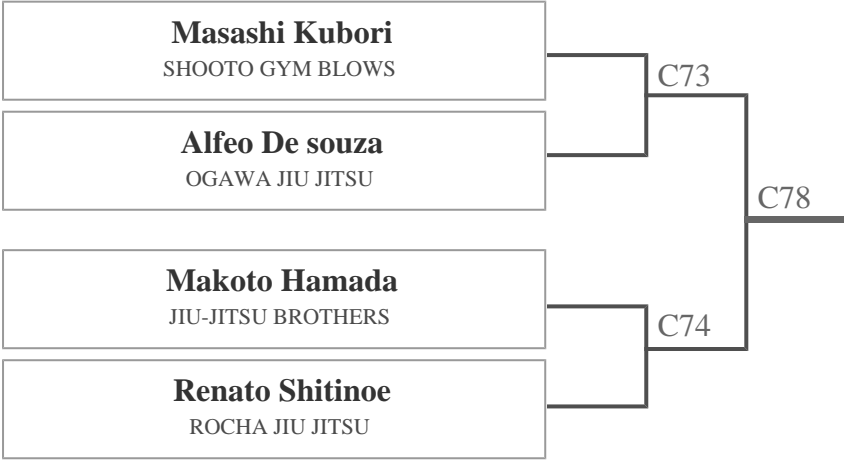 Masashi Kubori
SHOOTO GYM BLOWS
C73
Alfeo De souza
OGAWA JIU JITSU
C78
Makoto Hamada
JIU-JITSU BROTHERS
C74
Renato Shitinoe
ROCHA JIU JITSU